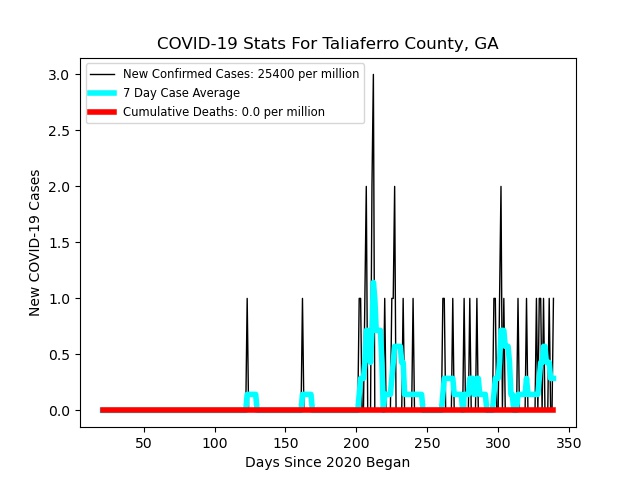 COVID-19 Stats For Taliaferro County, GA
New Confirmed Cases: 25400 per million
7 Day Case Average
Cumulative Deaths: 0.0 per million
New COVID-19 Cases
3.0
2.5
2.0
1.5
1.0
0.5
0.0
50 100 150 200 250 300 350
Days Since 2020 Began